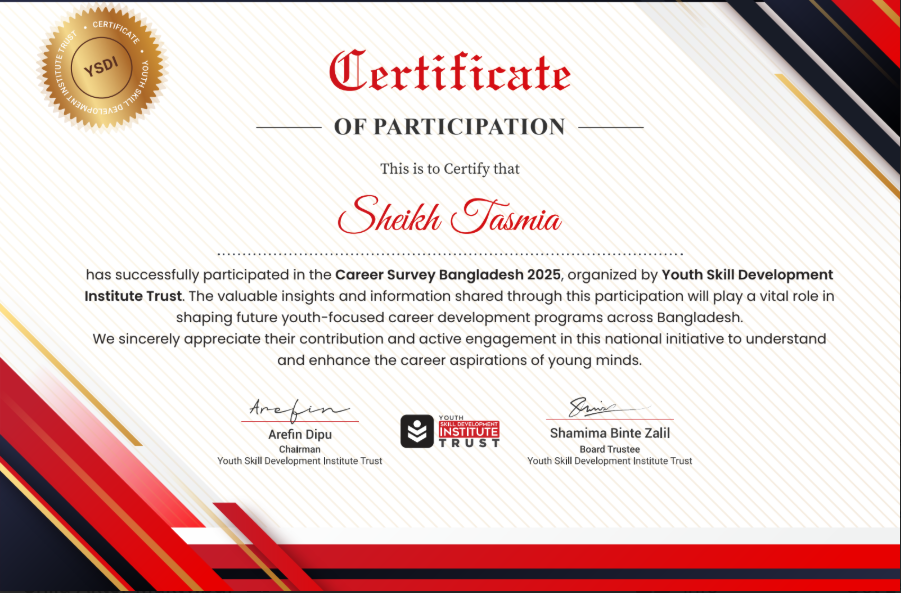 CERTIFICATE • YOUTH SKILL DEVELOPMENT INSTITUTE TRUST •
YSDI
Certificate
OF PARTICIPATION
This is to Certify that
Sheikh Tasmia
has successfully participated in the Career Survey Bangladesh 2025, organized by Youth Skill Development
Institute Trust. The valuable insights and information shared through this participation will play a vital role in
shaping future youth-focused career development programs across Bangladesh.
We sincerely appreciate their contribution and active engagement in this national initiative to understand
and enhance the career aspirations of young minds.
Arefin
Arefin Dipu
Chairman
Youth Skill Development Institute Trust
YOUTH
SKILL DEVELOPMENT
INSTITUTE
TRUST
Shamima Binte Zalil
Board Trustee
Youth Skill Development Institute Trust